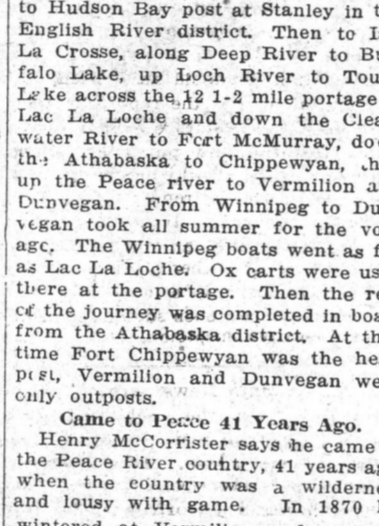 to Hudson Bay post at Stanley in t
English River district. Then to I
La Crosse, along Deep River to Bu
falo Lake, up Loch River to Tou
Lake across the 12 1-2 mile portage
Lac La Loche and down the Clea
water River to Fort McMurray, do
the Athabaska to Chippewyan, th
up the Peace river to Vermilion a
Dunvegan. From Winnipeg to Du
vegan took all summer for the vo
age. The Winnipeg boats went as f
as Lac La Loche. Ox carts were us
there at the portage. Then the re
of the journey was completed in boa
from the Athabaska district. At th
time Fort Chippewyan was the he
post, Vermilion and Dunvegan we
only outposts.
Came to Peace 41 Years Ago.
Henry McCorrister says he came
the Peace River country, 41 years ag
when the country was a wildern
and lousy with game. In 1870
wintered at Vermilion